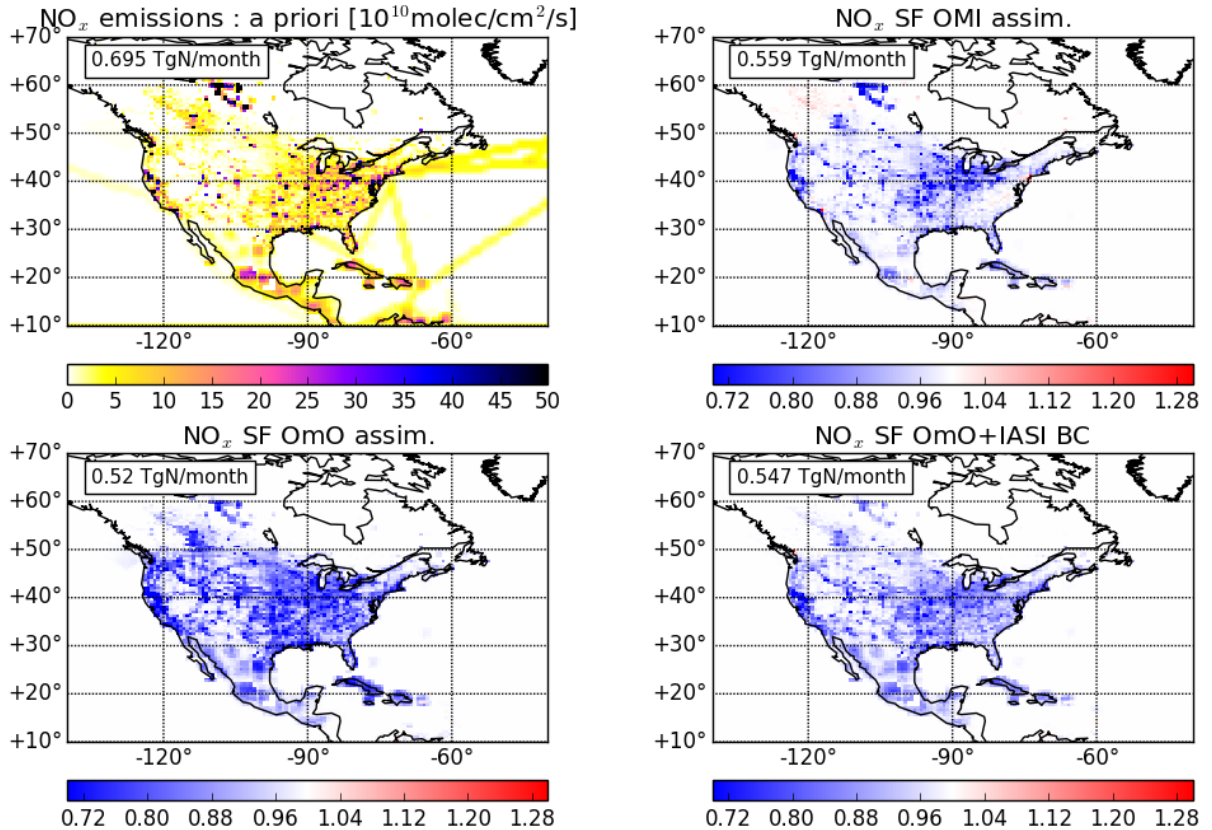 NOₓ emissions : a priori [10¹⁰molec/cm²/s]
+70°
0.695 TgN/month
+60°
+50°
+40°
+30°
+20°
+10°
-120° -90° -60°
0 5 10 15 20 25 30 35 40 45 50
NOₓ SF OMI assim.
+70°
0.559 TgN/month
+60°
+50°
+40°
+30°
+20°
+10°
-120° -90° -60°
0.72 0.80 0.88 0.96 1.04 1.12 1.20 1.28
NOₓ SF OmO assim.
+70°
0.52 TgN/month
+60°
+50°
+40°
+30°
+20°
+10°
-120° -90° -60°
0.72 0.80 0.88 0.96 1.04 1.12 1.20 1.28
NOₓ SF OmO+IASI BC
+70°
0.547 TgN/month
+60°
+50°
+40°
+30°
+20°
+10°
-120° -90° -60°
0.72 0.80 0.88 0.96 1.04 1.12 1.20 1.28